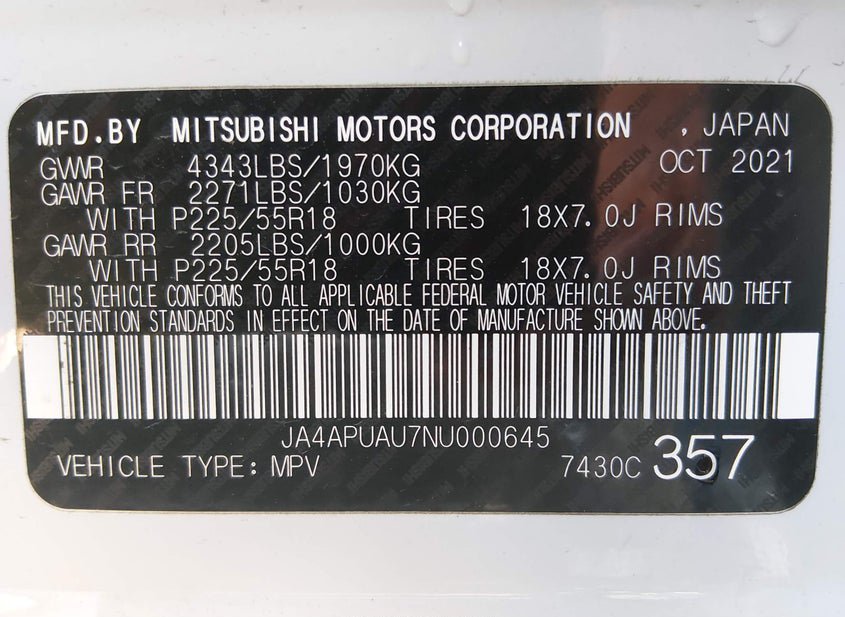 MFD.BY MITSUBISHI MOTORS CORPORATION , JAPAN
GVWR 4343LBS/1970KG OCT 2021
GAWR FR 2271LBS/1030KG
WITH P225/55R18 TIRES 18X7.0J RIMS
GAWR RR 2205LBS/1000KG
WITH P225/55R18 TIRES 18X7.0J RIMS
THIS VEHICLE CONFORMS TO ALL APPLICABLE FEDERAL MOTOR VEHICLE SAFETY AND THEFT
PREVENTION STANDARDS IN EFFECT ON THE DATE OF MANUFACTURE SHOWN ABOVE.
JA4APUAU7NU000645
VEHICLE TYPE: MPV 7430C 357